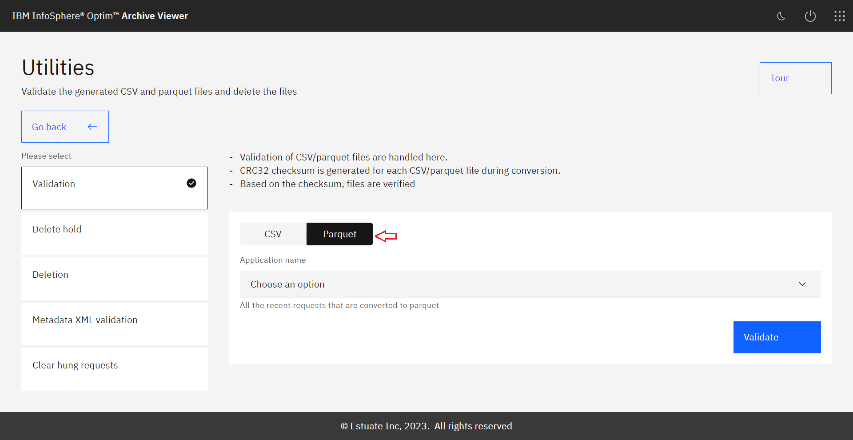 IBM InfoSphere® Optim™ Archive Viewer
Utilities
Validate the generated CSV and parquet files and delete the files
Tour
Go back
Please select
Validation
Delete hold
Deletion
Metadata XML validation
Clear hung requests
- Validation of CSV/parquet files are handled here.
- CRC32 checksum is generated for each CSV/parquet file during conversion.
- Based on the checksum, files are verified
CSV Parquet
Application name
Choose an option
All the recent requests that are converted to parquet
Validate
© Estuate Inc, 2023. All rights reserved